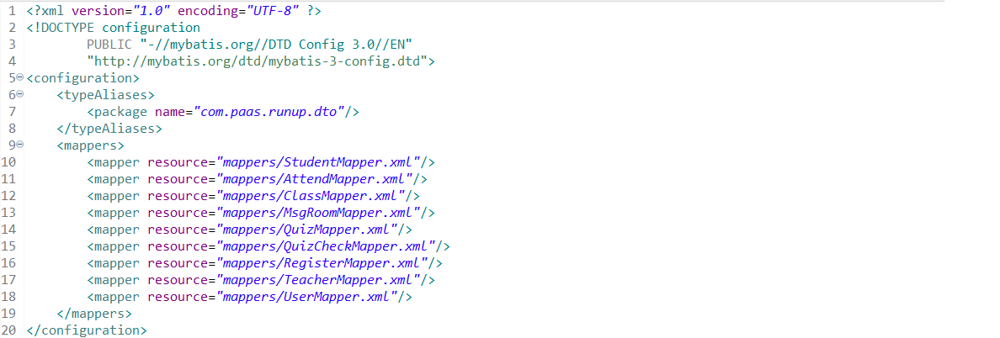 1 <?xml version="1.0" encoding="UTF-8" ?>
2 <!DOCTYPE configuration
3         PUBLIC "-//mybatis.org//DTD Config 3.0//EN"
4         "http://mybatis.org/dtd/mybatis-3-config.dtd">
5 <configuration>
6     <typeAliases>
7         <package name="com.paas.runup.dto"/>
8     </typeAliases>
9     <mappers>
10         <mapper resource="mappers/StudentMapper.xml"/>
11         <mapper resource="mappers/AttendMapper.xml"/>
12         <mapper resource="mappers/ClassMapper.xml"/>
13         <mapper resource="mappers/MsgRoomMapper.xml"/>
14         <mapper resource="mappers/QuizMapper.xml"/>
15         <mapper resource="mappers/QuizCheckMapper.xml"/>
16         <mapper resource="mappers/RegisterMapper.xml"/>
17         <mapper resource="mappers/TeacherMapper.xml"/>
18         <mapper resource="mappers/UserMapper.xml"/>
19     </mappers>
20 </configuration>